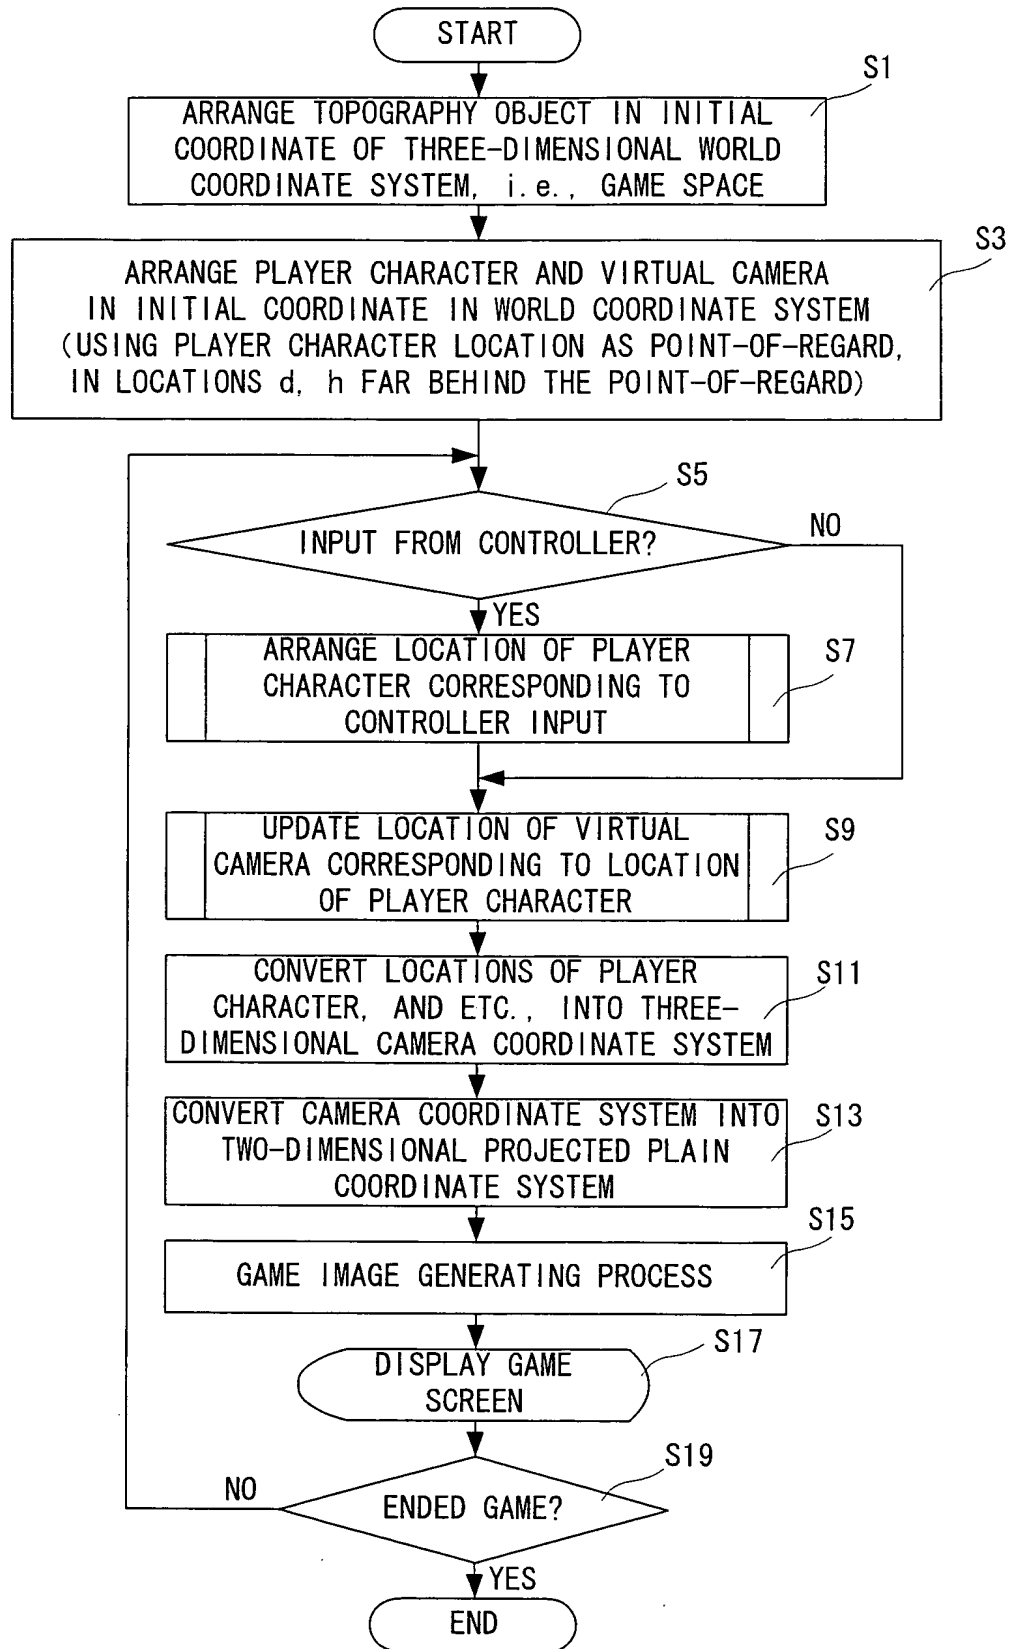 START
S1
ARRANGE TOPOGRAPHY OBJECT IN INITIAL
COORDINATE OF THREE-DIMENSIONAL WORLD
COORDINATE SYSTEM, i.e., GAME SPACE
S3
ARRANGE PLAYER CHARACTER AND VIRTUAL CAMERA
IN INITIAL COORDINATE IN WORLD COORDINATE SYSTEM
(USING PLAYER CHARACTER LOCATION AS POINT-OF-REGARD,
IN LOCATIONS d, h FAR BEHIND THE POINT-OF-REGARD)
S5
INPUT FROM CONTROLLER?
NO
YES
ARRANGE LOCATION OF PLAYER
CHARACTER CORRESPONDING TO
CONTROLLER INPUT
S7
UPDATE LOCATION OF VIRTUAL
CAMERA CORRESPONDING TO LOCATION
OF PLAYER CHARACTER
S9
CONVERT LOCATIONS OF PLAYER
CHARACTER, AND ETC., INTO THREE-
DIMENSIONAL CAMERA COORDINATE SYSTEM
S11
CONVERT CAMERA COORDINATE SYSTEM INTO
TWO-DIMENSIONAL PROJECTED PLAIN
COORDINATE SYSTEM
S13
S15
GAME IMAGE GENERATING PROCESS
S17
DISPLAY GAME
SCREEN
S19
NO
ENDED GAME?
YES
END